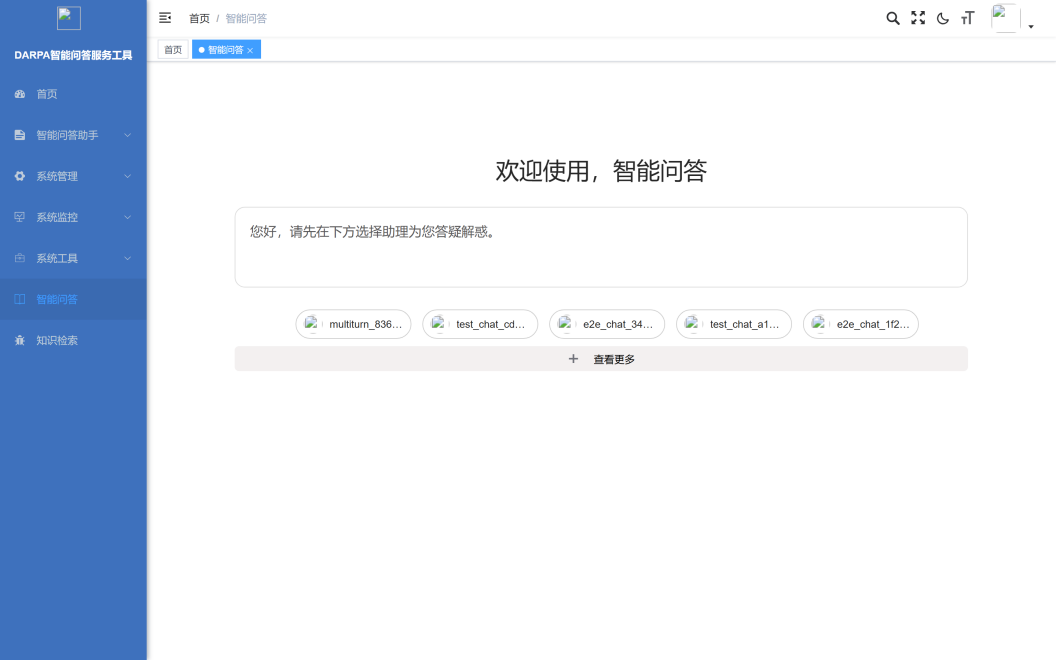 DARPA智能问答服务工具
首页
智能问答助手
系统管理
系统监控
系统工具
智能问答
知识检索
首页 / 智能问答
首页
智能问答
欢迎使用，智能问答
您好，请先在下方选择助理为您答疑解惑。
multiturn_836...
test_chat_cd...
e2e_chat_34...
test_chat_a1...
e2e_chat_1f2...
查看更多